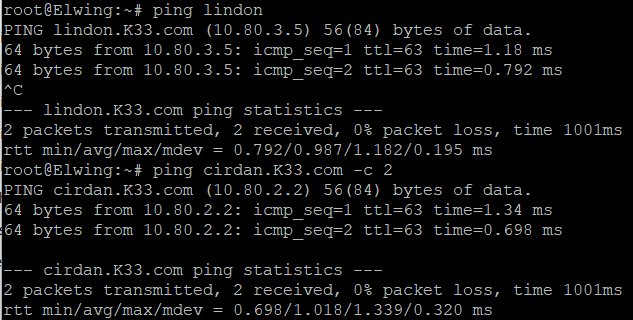 root@Elwing:~# ping lindon
PING lindon.K33.com (10.80.3.5) 56(84) bytes of data.
64 bytes from 10.80.3.5: icmp_seq=1 ttl=63 time=1.18 ms
64 bytes from 10.80.3.5: icmp_seq=2 ttl=63 time=0.792 ms
^C
--- lindon.K33.com ping statistics ---
2 packets transmitted, 2 received, 0% packet loss, time 1001ms
rtt min/avg/max/mdev = 0.792/0.987/1.182/0.195 ms
root@Elwing:~# ping cirdan.K33.com -c 2
PING cirdan.K33.com (10.80.2.2) 56(84) bytes of data.
64 bytes from 10.80.2.2: icmp_seq=1 ttl=63 time=1.34 ms
64 bytes from 10.80.2.2: icmp_seq=2 ttl=63 time=0.698 ms
--- cirdan.K33.com ping statistics ---
2 packets transmitted, 2 received, 0% packet loss, time 1001ms
rtt min/avg/max/mdev = 0.698/1.018/1.339/0.320 ms